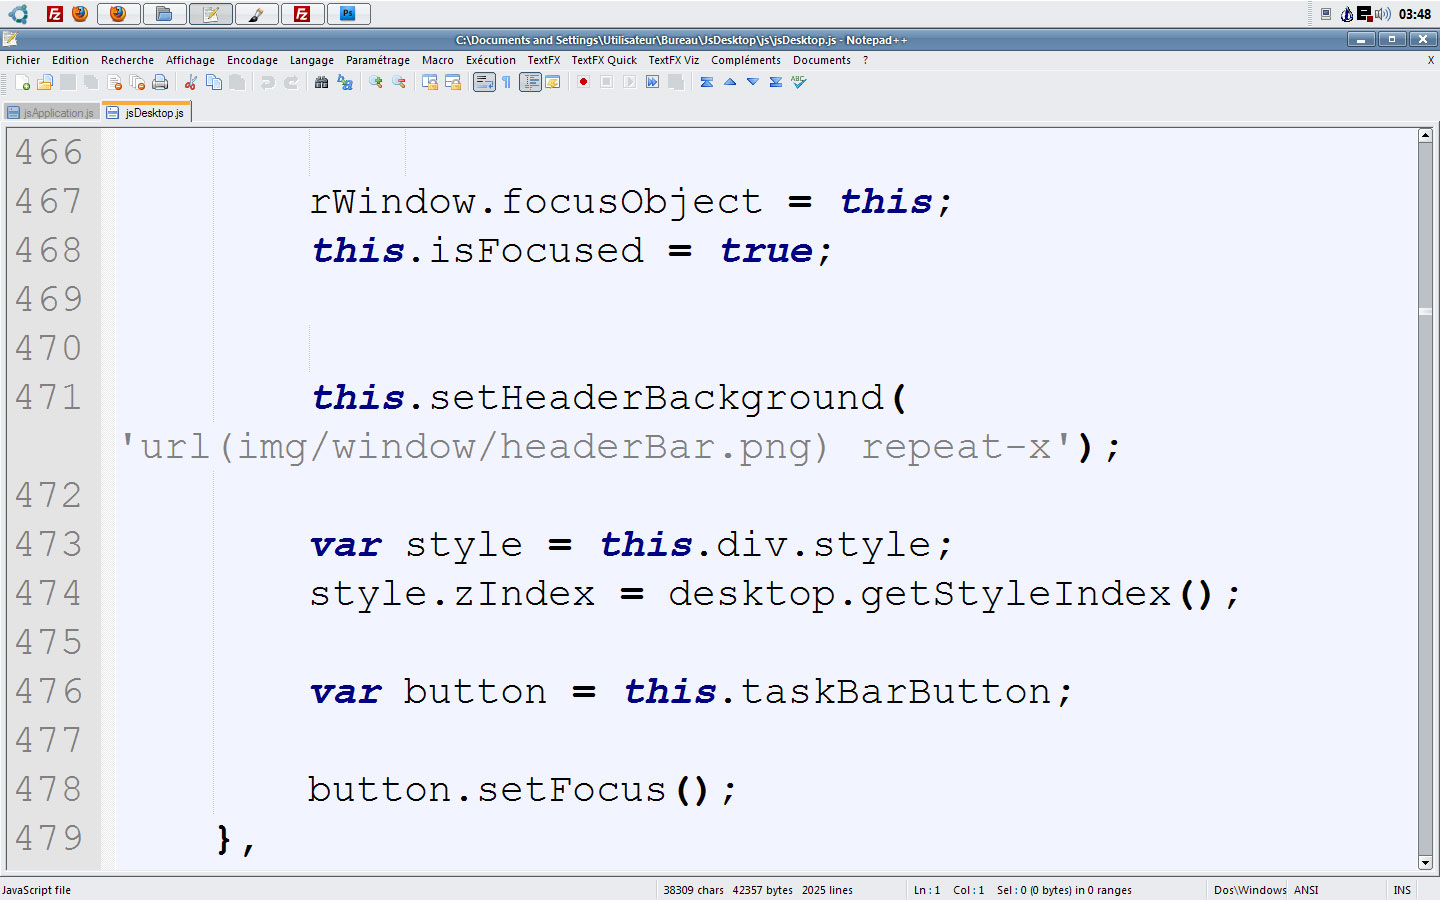 Fz
Fz
Ps
03:48
C:\Documents and Settings\Utilisateur\Bureau\JsDesktop\js\jsDesktop.js - Notepad++
Fichier Edition Recherche Affichage Encodage Langage Paramétrage Macro Exécution TextFX TextFX Quick TextFX Viz Compléments Documents ? X
jsApplication.js jsDesktop.js
466
467 rWindow.focusObject = this;
468 this.isFocused = true;
469
470
471 this.setHeaderBackground(
'url(img/window/headerBar.png) repeat-x');
472
473 var style = this.div.style;
474 style.zIndex = desktop.getStyleIndex();
475
476 var button = this.taskBarButton;
477
478 button.setFocus();
479 },
JavaScript file 38309 chars 42357 bytes 2025 lines Ln : 1 Col : 1 Sel : 0 (0 bytes) in 0 ranges Dos\Windows ANSI INS